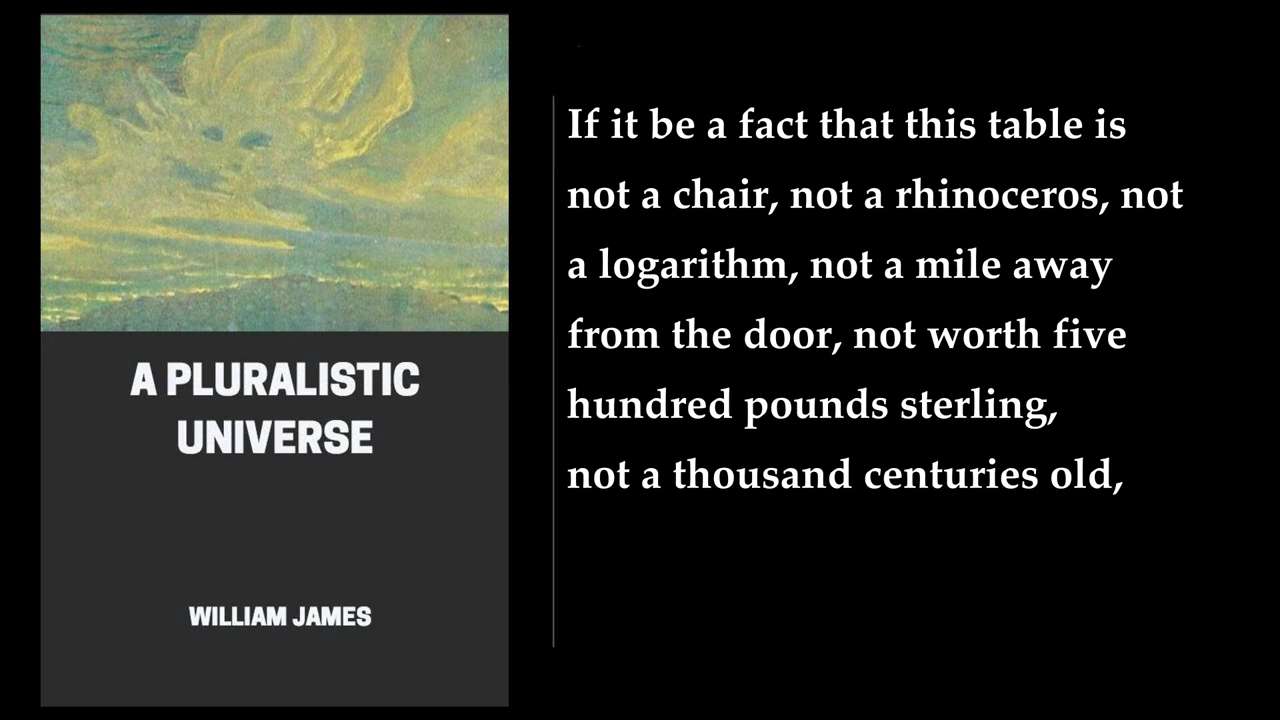 A PLURALISTIC
UNIVERSE
WILLIAM JAMES
If it be a fact that this table is
not a chair, not a rhinoceros, not
a logarithm, not a mile away
from the door, not worth five
hundred pounds sterling,
not a thousand centuries old,